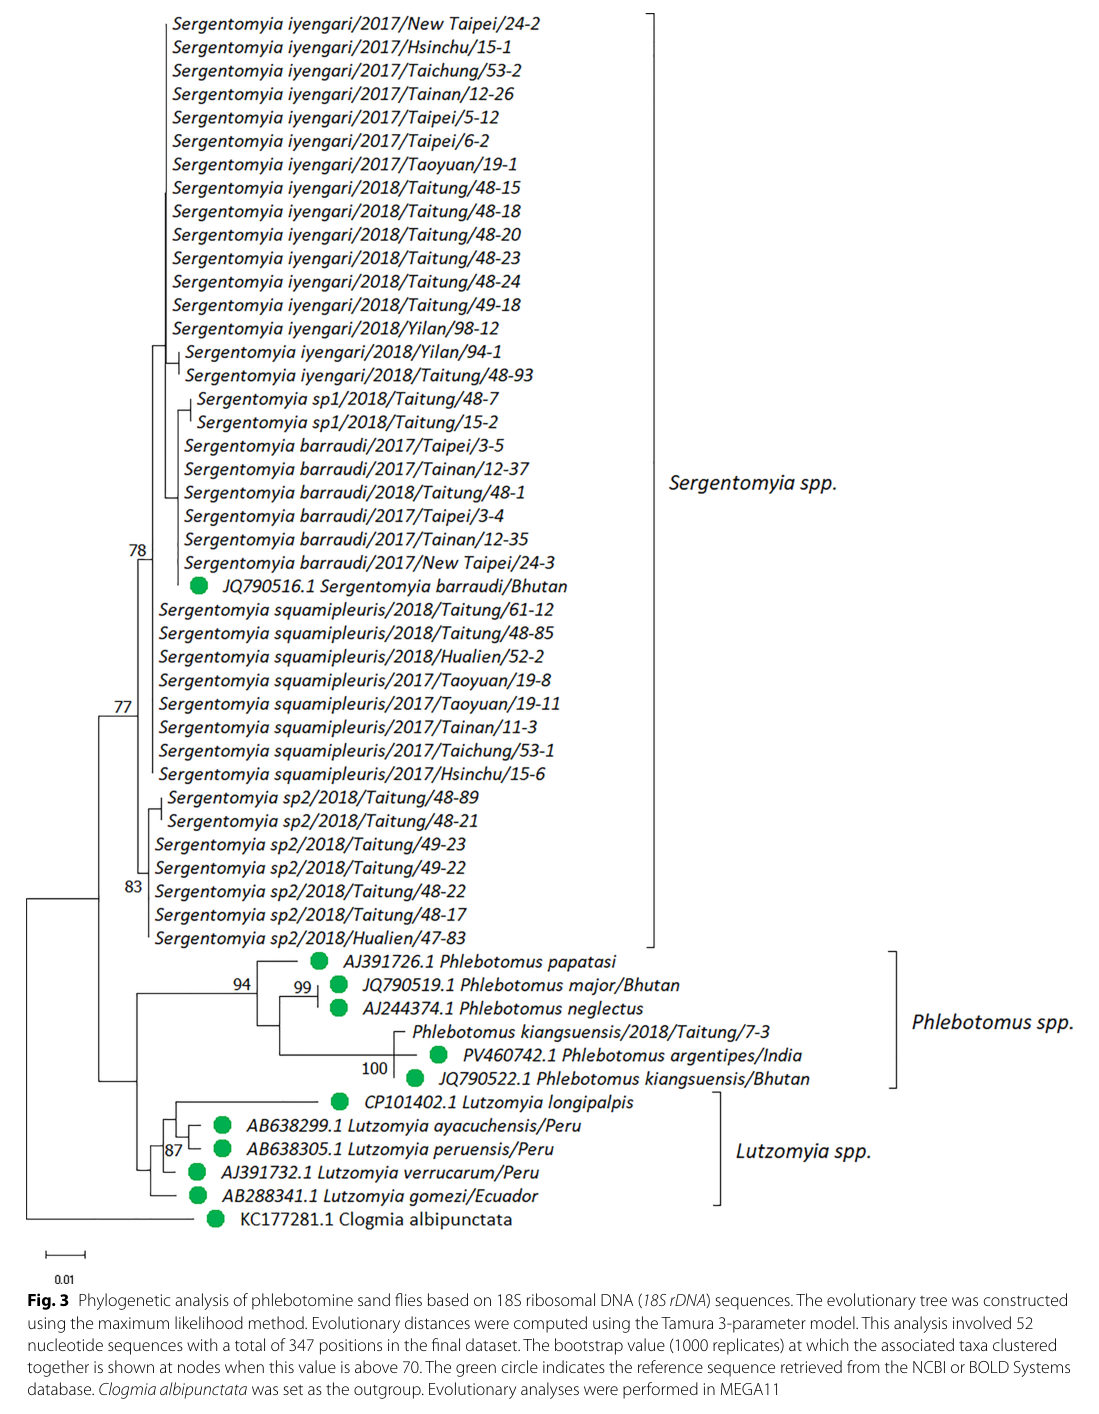 Sergentomyia iyengari/2017/New Taipei/24-2
Sergentomyia iyengari/2017/Hsinchu/15-1
Sergentomyia iyengari/2017/Taichung/53-2
Sergentomyia iyengari/2017/Tainan/12-26
Sergentomyia iyengari/2017/Taipei/5-12
Sergentomyia iyengari/2017/Taipei/6-2
Sergentomyia iyengari/2017/Taoyuan/19-1
Sergentomyia iyengari/2018/Taitung/48-15
Sergentomyia iyengari/2018/Taitung/48-18
Sergentomyia iyengari/2018/Taitung/48-20
Sergentomyia iyengari/2018/Taitung/48-23
Sergentomyia iyengari/2018/Taitung/48-24
Sergentomyia iyengari/2018/Taitung/49-18
Sergentomyia iyengari/2018/Yilan/98-12
Sergentomyia iyengari/2018/Yilan/94-1
Sergentomyia iyengari/2018/Taitung/48-93
Sergentomyia sp1/2018/Taitung/48-7
Sergentomyia sp1/2018/Taitung/15-2
Sergentomyia barraudi/2017/Taipei/3-5
Sergentomyia barraudi/2017/Tainan/12-37
Sergentomyia barraudi/2018/Taitung/48-1
Sergentomyia spp.
Sergentomyia barraudi/2017/Taipei/3-4
Sergentomyia barraudi/2017/Tainan/12-35
78
Sergentomyia barraudi/2017/New Taipei/24-3
JQ790516.1 Sergentomyia barraudi/Bhutan
Sergentomyia squamipleuris/2018/Taitung/61-12
Sergentomyia squamipleuris/2018/Taitung/48-85
Sergentomyia squamipleuris/2018/Hualien/52-2
Sergentomyia squamipleuris/2017/Taoyuan/19-8
77
Sergentomyia squamipleuris/2017/Taoyuan/19-11
Sergentomyia squamipleuris/2017/Tainan/11-3
Sergentomyia squamipleuris/2017/Taichung/53-1
Sergentomyia squamipleuris/2017/Hsinchu/15-6
Sergentomyia sp2/2018/Taitung/48-89
Sergentomyia sp2/2018/Taitung/48-21
Sergentomyia sp2/2018/Taitung/49-23
Sergentomyia sp2/2018/Taitung/49-22
83
Sergentomyia sp2/2018/Taitung/48-22
Sergentomyia sp2/2018/Taitung/48-17
Sergentomyia sp2/2018/Hualien/47-83
AJ391726.1 Phlebotomus papatasi
94
99
JQ790519.1 Phlebotomus major/Bhutan
AJ244374.1 Phlebotomus neglectus
Phlebotomus spp.
Phlebotomus kiangsuensis/2018/Taitung/7-3
PV460742.1 Phlebotomus argentipes/India
100
JQ790522.1 Phlebotomus kiangsuensis/Bhutan
CP101402.1 Lutzomyia longipalpis
AB638299.1 Lutzomyia ayacuchensis/Peru
87
AB638305.1 Lutzomyia peruensis/Peru
Lutzomyia spp.
AJ391732.1 Lutzomyia verrucarum/Peru
AB288341.1 Lutzomyia gomezi/Ecuador
KC177281.1 Clogmia albipunctata
0.01
Fig. 3 Phylogenetic analysis of phlebotomine sand flies based on 18S ribosomal DNA (18S rDNA) sequences. The evolutionary tree was constructed
using the maximum likelihood method. Evolutionary distances were computed using the Tamura 3-parameter model. This analysis involved 52
nucleotide sequences with a total of 347 positions in the final dataset. The bootstrap value (1000 replicates) at which the associated taxa clustered
together is shown at nodes when this value is above 70. The green circle indicates the reference sequence retrieved from the NCBI or BOLD Systems
database. Clogmia albipunctata was set as the outgroup. Evolutionary analyses were performed in MEGA11